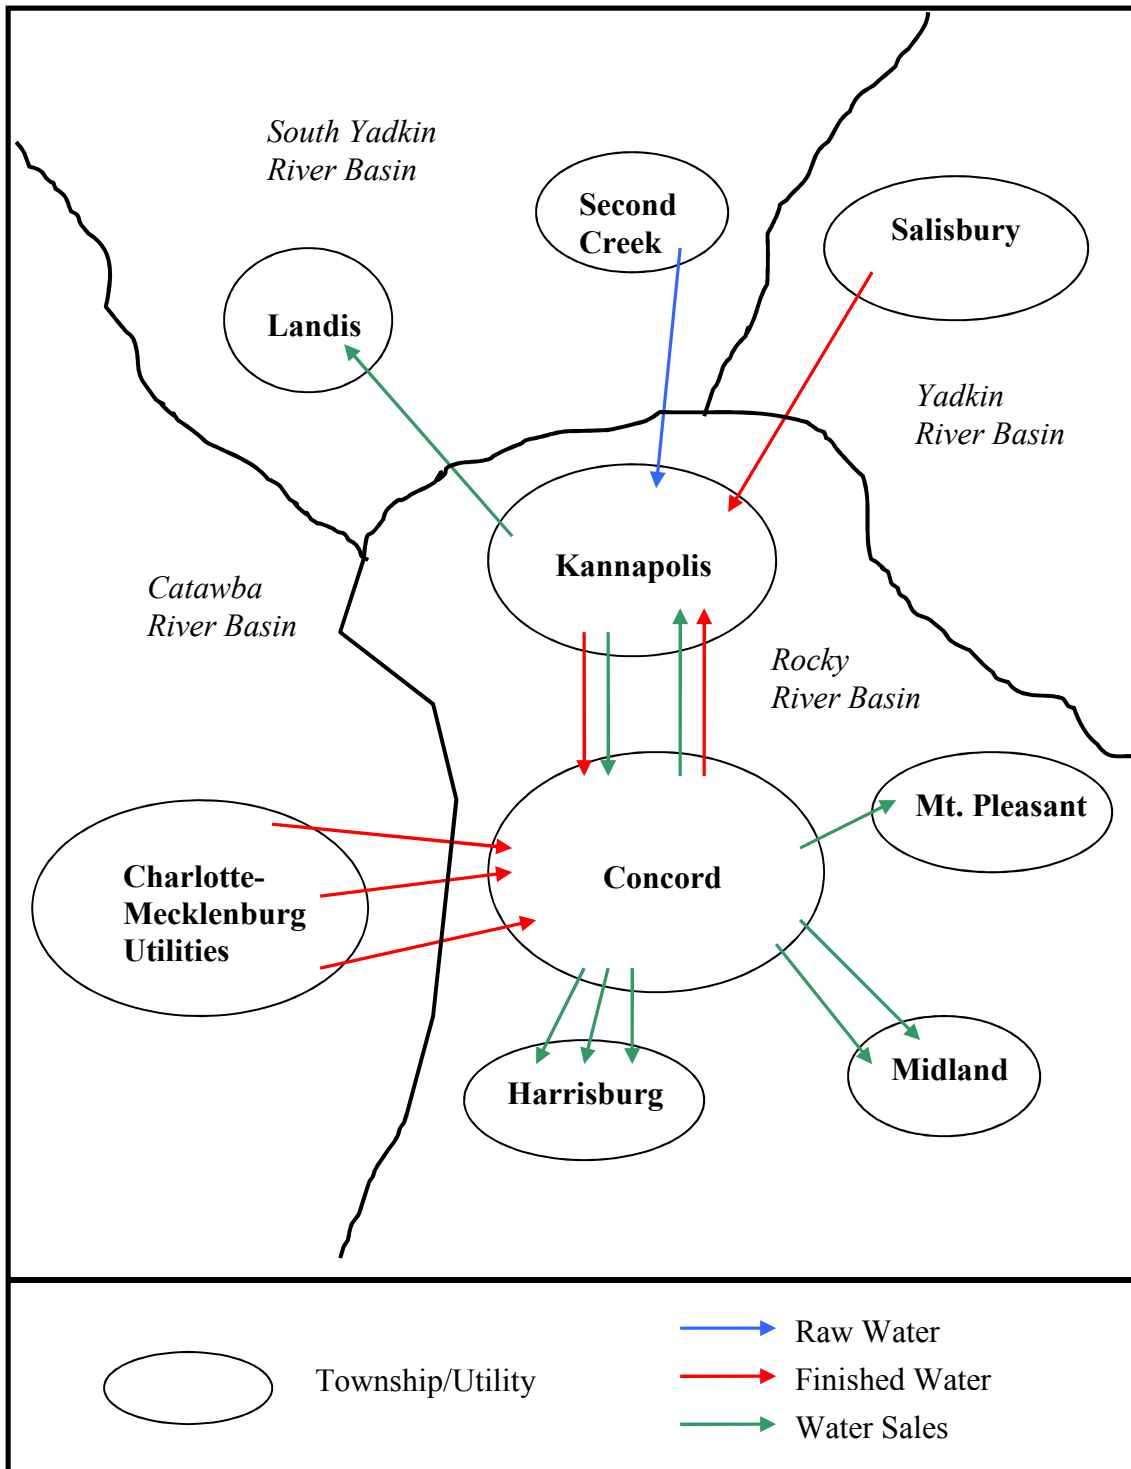 South Yadkin
River Basin
Second
Creek
Salisbury
Landis
Yadkin
River Basin
Kannapolis
Catawba
River Basin
Rocky
River Basin
Mt. Pleasant
Charlotte-
Mecklenburg
Utilities
Concord
Harrisburg
Midland
Township/Utility
Raw Water
Finished Water
Water Sales